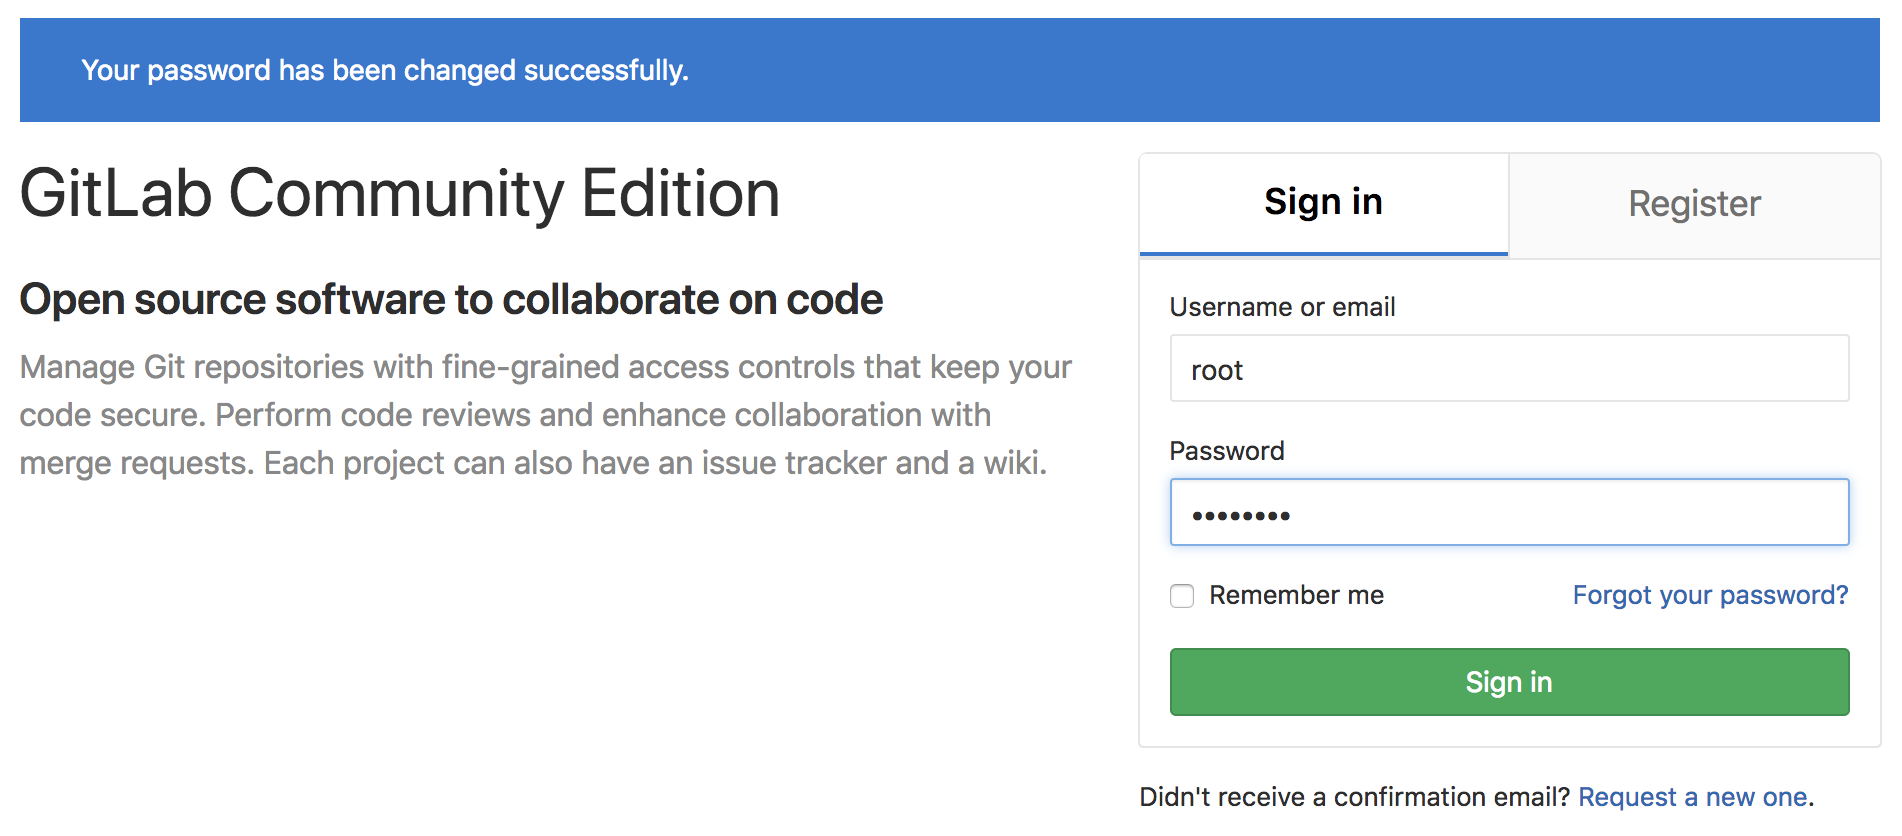 Your password has been changed successfully.
GitLab Community Edition
Open source software to collaborate on code
Manage Git repositories with fine-grained access controls that keep your
code secure. Perform code reviews and enhance collaboration with
merge requests. Each project can also have an issue tracker and a wiki.
Sign in
Register
Username or email
root
Password
••••••••
Remember me
Forgot your password?
Sign in
Didn't receive a confirmation email? Request a new one.